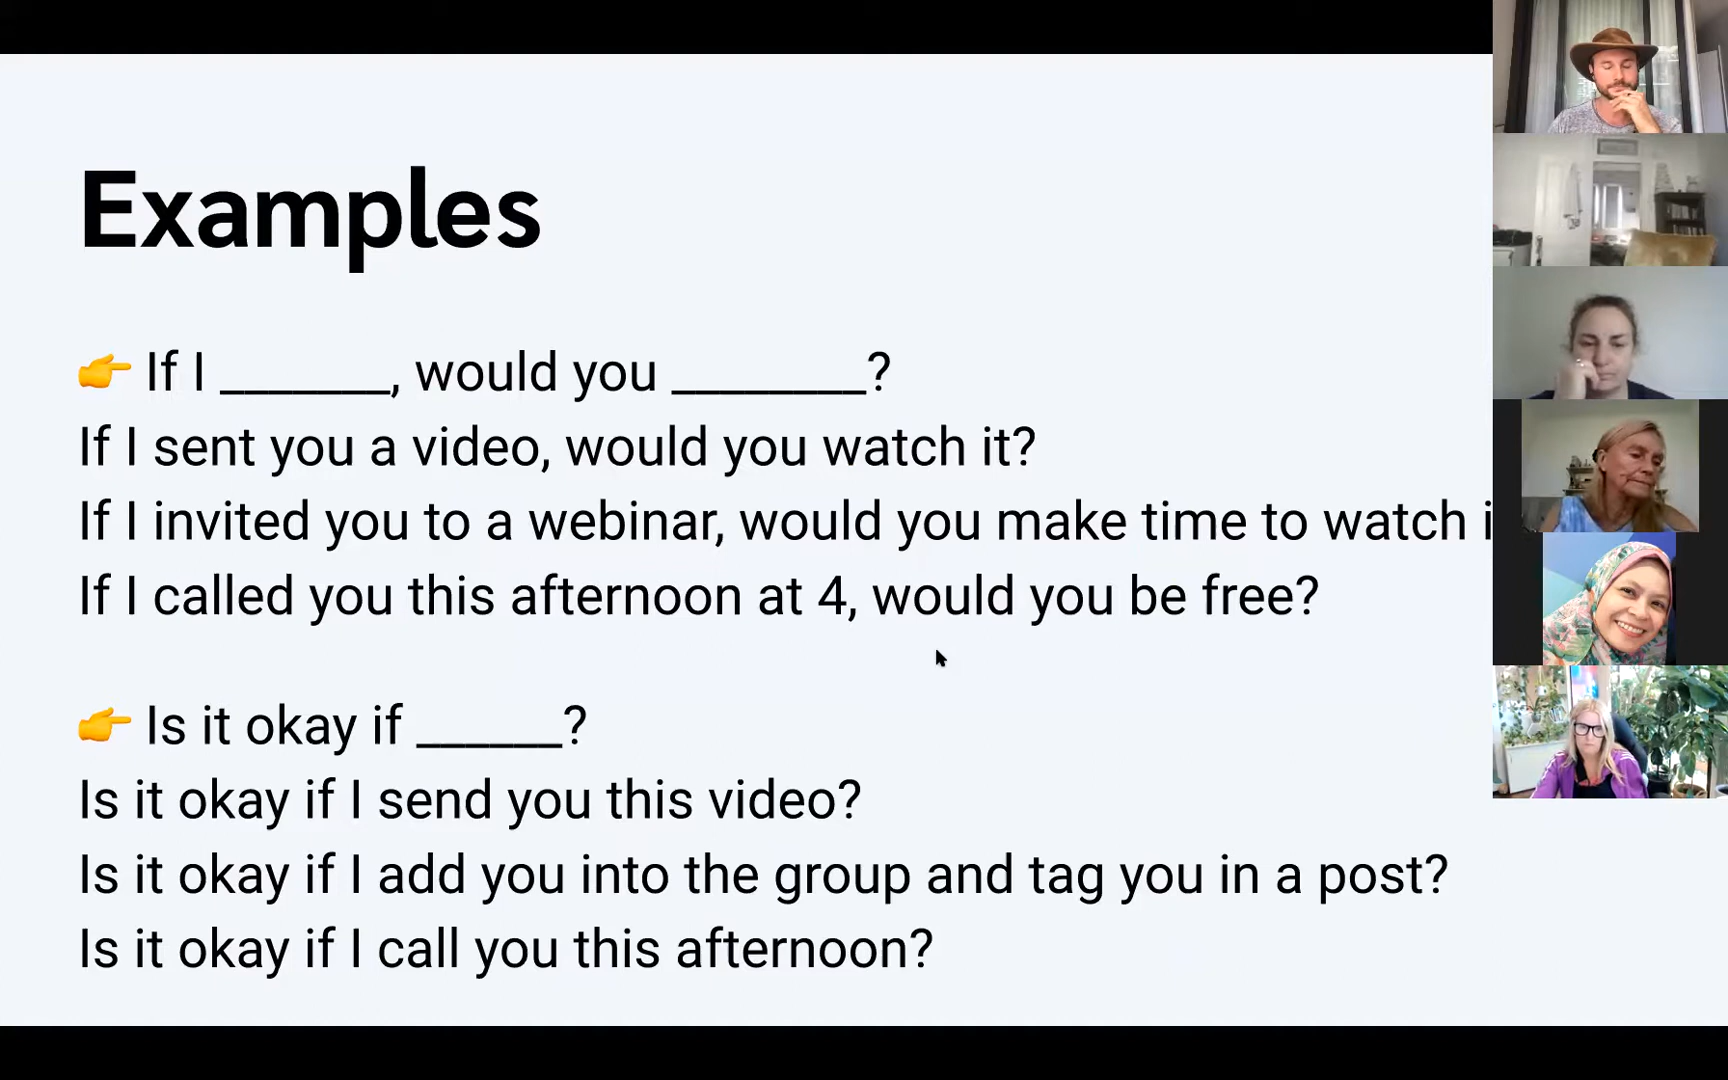 Examples
👉 If I _______, would you ________?
If I sent you a video, would you watch it?
If I invited you to a webinar, would you make time to watch i
If I called you this afternoon at 4, would you be free?
👉 Is it okay if ______?
Is it okay if I send you this video?
Is it okay if I add you into the group and tag you in a post?
Is it okay if I call you this afternoon?